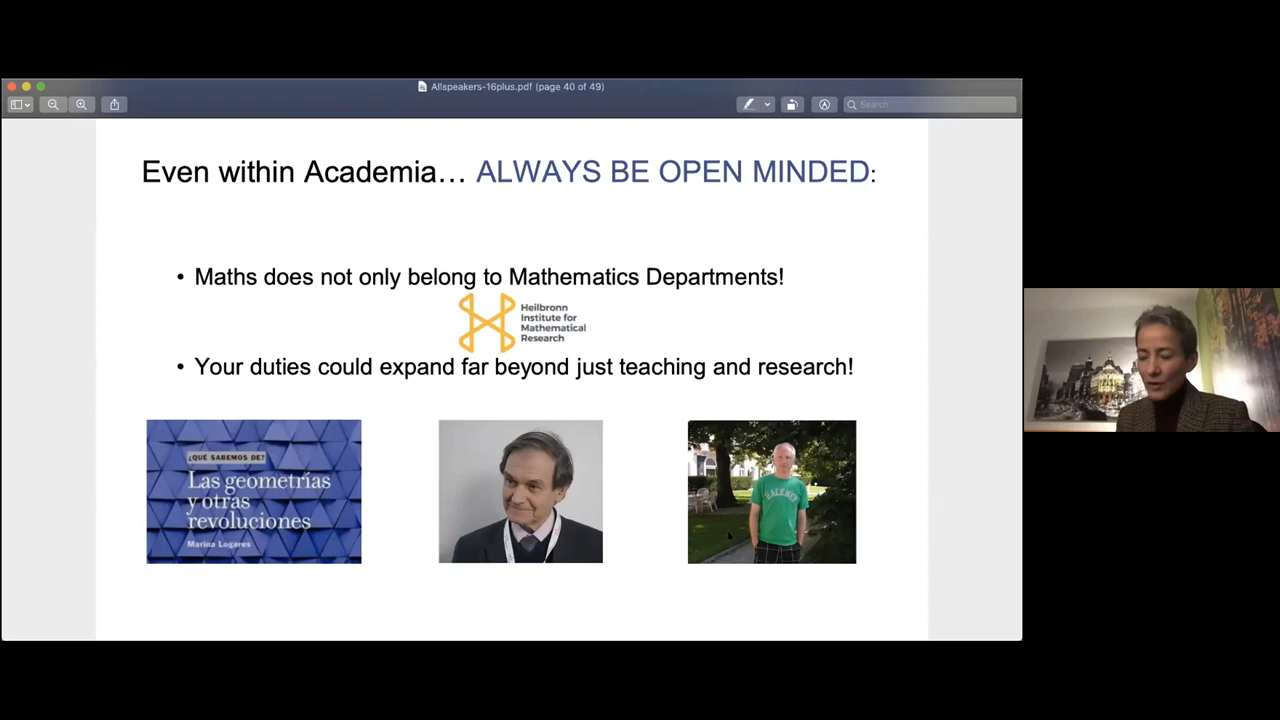 Allspeakers-16plus.pdf (page 40 of 49)
Search
Even within Academia… ALWAYS BE OPEN MINDED:
• Maths does not only belong to Mathematics Departments!
Heilbronn
Institute for
Mathematical
Research
• Your duties could expand far beyond just teaching and research!
¿QUÉ SABEMOS DE?
Las geometrías
y otras
revoluciones
Marina Logares
HACKNEY